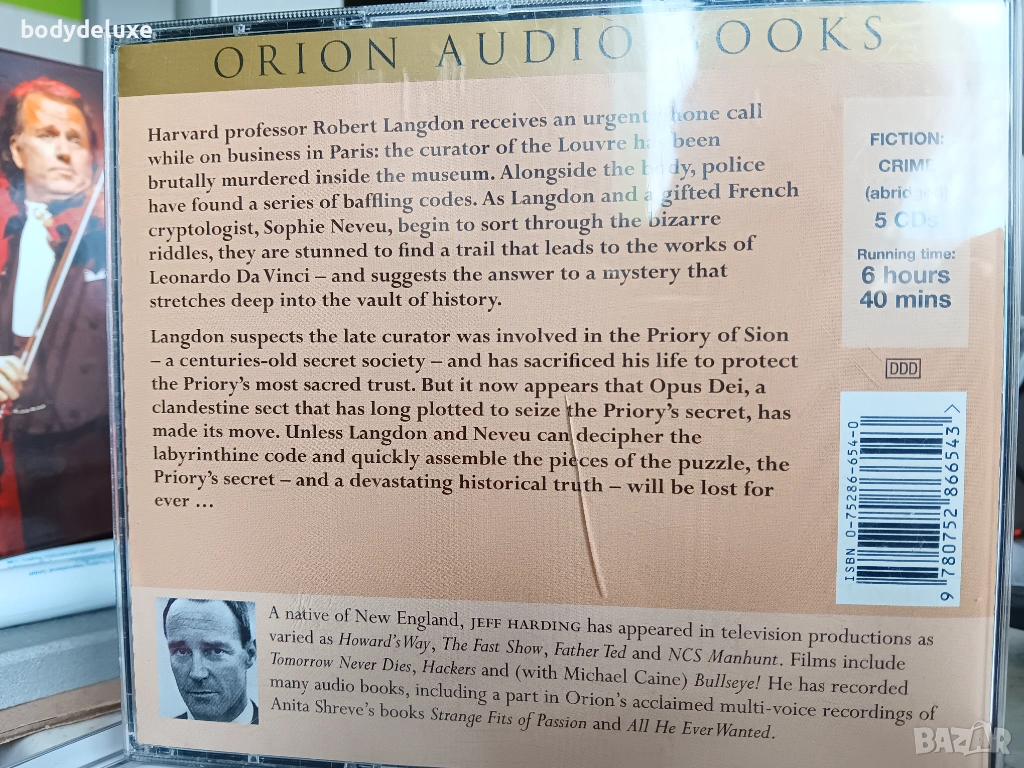 bodydeluxe
ORION AUDIO BOOKS
Harvard professor Robert Langdon receives an urgent phone call
while on business in Paris: the curator of the Louvre has been
brutally murdered inside the museum. Alongside the body, police
have found a series of baffling codes. As Langdon and a gifted French
cryptologist, Sophie Neveu, begin to sort through the bizarre
riddles, they are stunned to find a trail that leads to the works of
Leonardo Da Vinci – and suggests the answer to a mystery that
stretches deep into the vault of history.
Langdon suspects the late curator was involved in the Priory of Sion
– a centuries-old secret society – and has sacrificed his life to protect
the Priory's most sacred trust. But it now appears that Opus Dei, a
clandestine sect that has long plotted to seize the Priory's secret, has
made its move. Unless Langdon and Neveu can decipher the
labyrinthine code and quickly assemble the pieces of the puzzle, the
Priory's secret – and a devastating historical truth – will be lost for
ever ...
FICTION:
CRIME
(abridged)
5 CDs
Running time:
6 hours
40 mins
DDD
ISBN 0-75286-654-0
9 780752 866543 >
A native of New England, JEFF HARDING has appeared in television productions as
varied as Howard's Way, The Fast Show, Father Ted and NCS Manhunt. Films include
Tomorrow Never Dies, Hackers and (with Michael Caine) Bullseye! He has recorded
many audio books, including a part in Orion's acclaimed multi-voice recordings of
Anita Shreve's books Strange Fits of Passion and All He Ever Wanted.
BAZAR